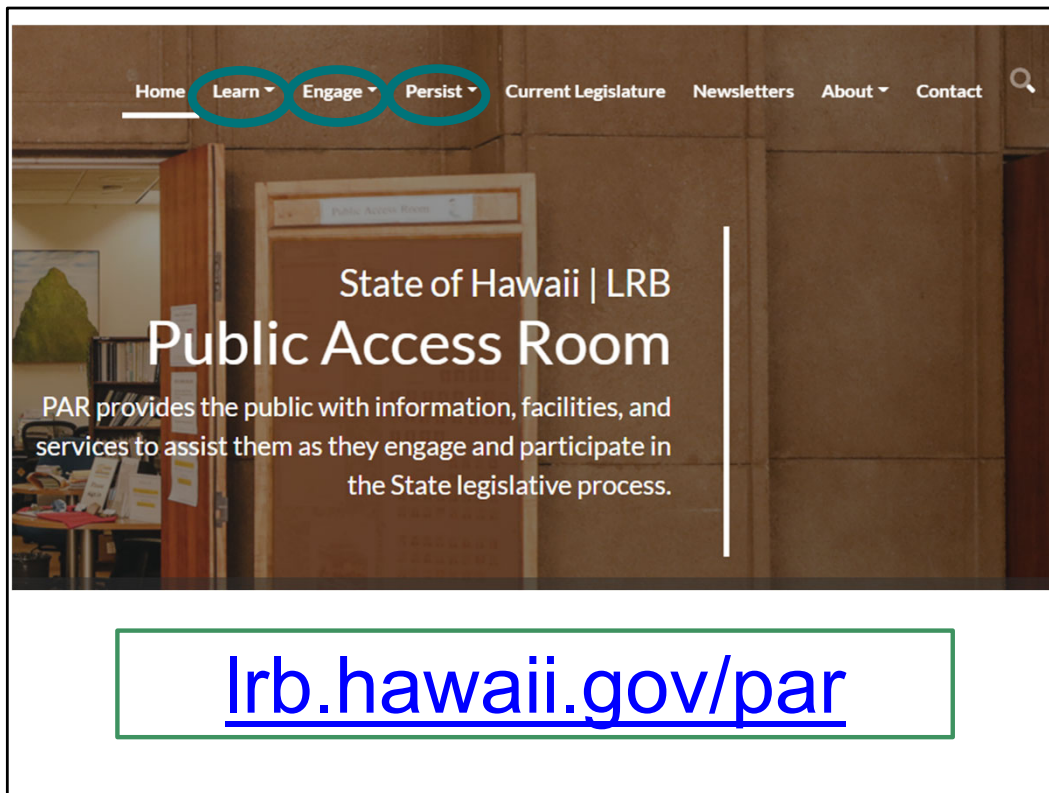 Home Learn Engage Persist Current Legislature Newsletters About Contact
Public Access Room
State of Hawaii | LRB
Public Access Room
PAR provides the public with information, facilities, and
services to assist them as they engage and participate in
the State legislative process.
lrb.hawaii.gov/par